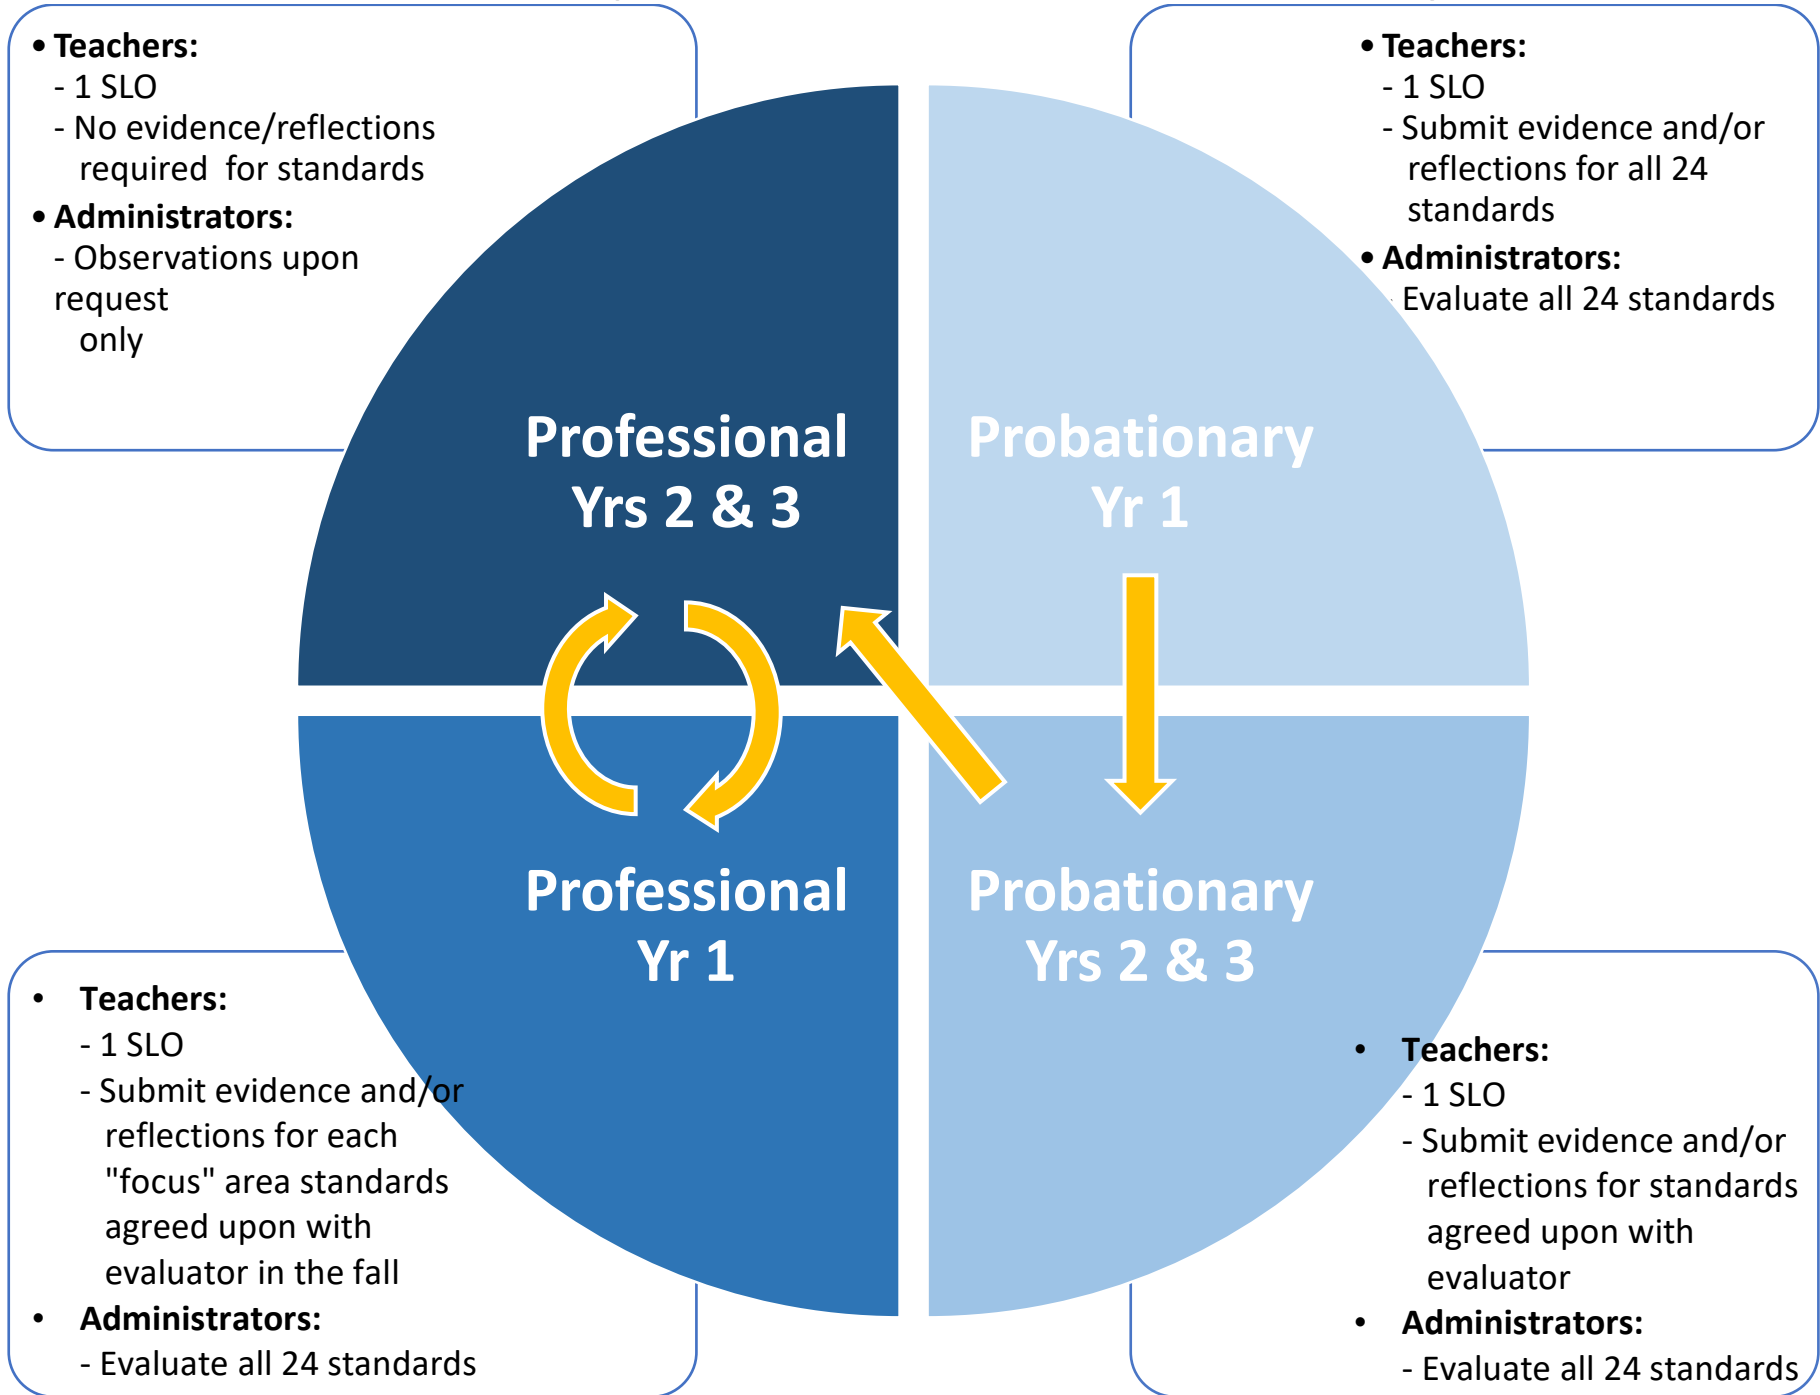 • Teachers:
- 1 SLO
- No evidence/reflections
required for standards
• Administrators:
- Observations upon
request
only
• Teachers:
- 1 SLO
- Submit evidence and/or
reflections for all 24
standards
• Administrators:
- Evaluate all 24 standards
Professional
Yrs 2 & 3
Probationary
Yr 1
Professional
Yr 1
Probationary
Yrs 2 & 3
• Teachers:
- 1 SLO
- Submit evidence and/or
reflections for each
"focus" area standards
agreed upon with
evaluator in the fall
• Administrators:
- Evaluate all 24 standards
• Teachers:
- 1 SLO
- Submit evidence and/or
reflections for standards
agreed upon with
evaluator
• Administrators:
- Evaluate all 24 standards